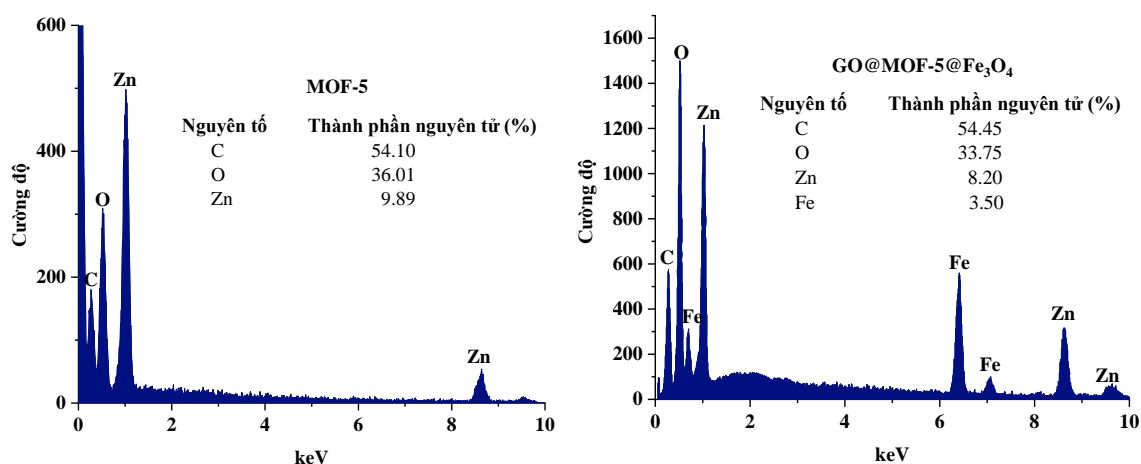 600
400
200
0
Cường độ
0 2 4 6 8 10
keV
MOF-5
Nguyên tố Thành phần nguyên tử (%)
C 54.10
O 36.01
Zn 9.89
C
O
Zn
Zn
1600
1400
1200
1000
800
600
400
200
0
Cường độ
0 2 4 6 8 10
keV
GO@MOF-5@Fe₃O₄
Nguyên tố Thành phần nguyên tử (%)
C 54.45
O 33.75
Zn 8.20
Fe 3.50
C
O
Fe
Zn
Fe
Fe
Zn
Zn